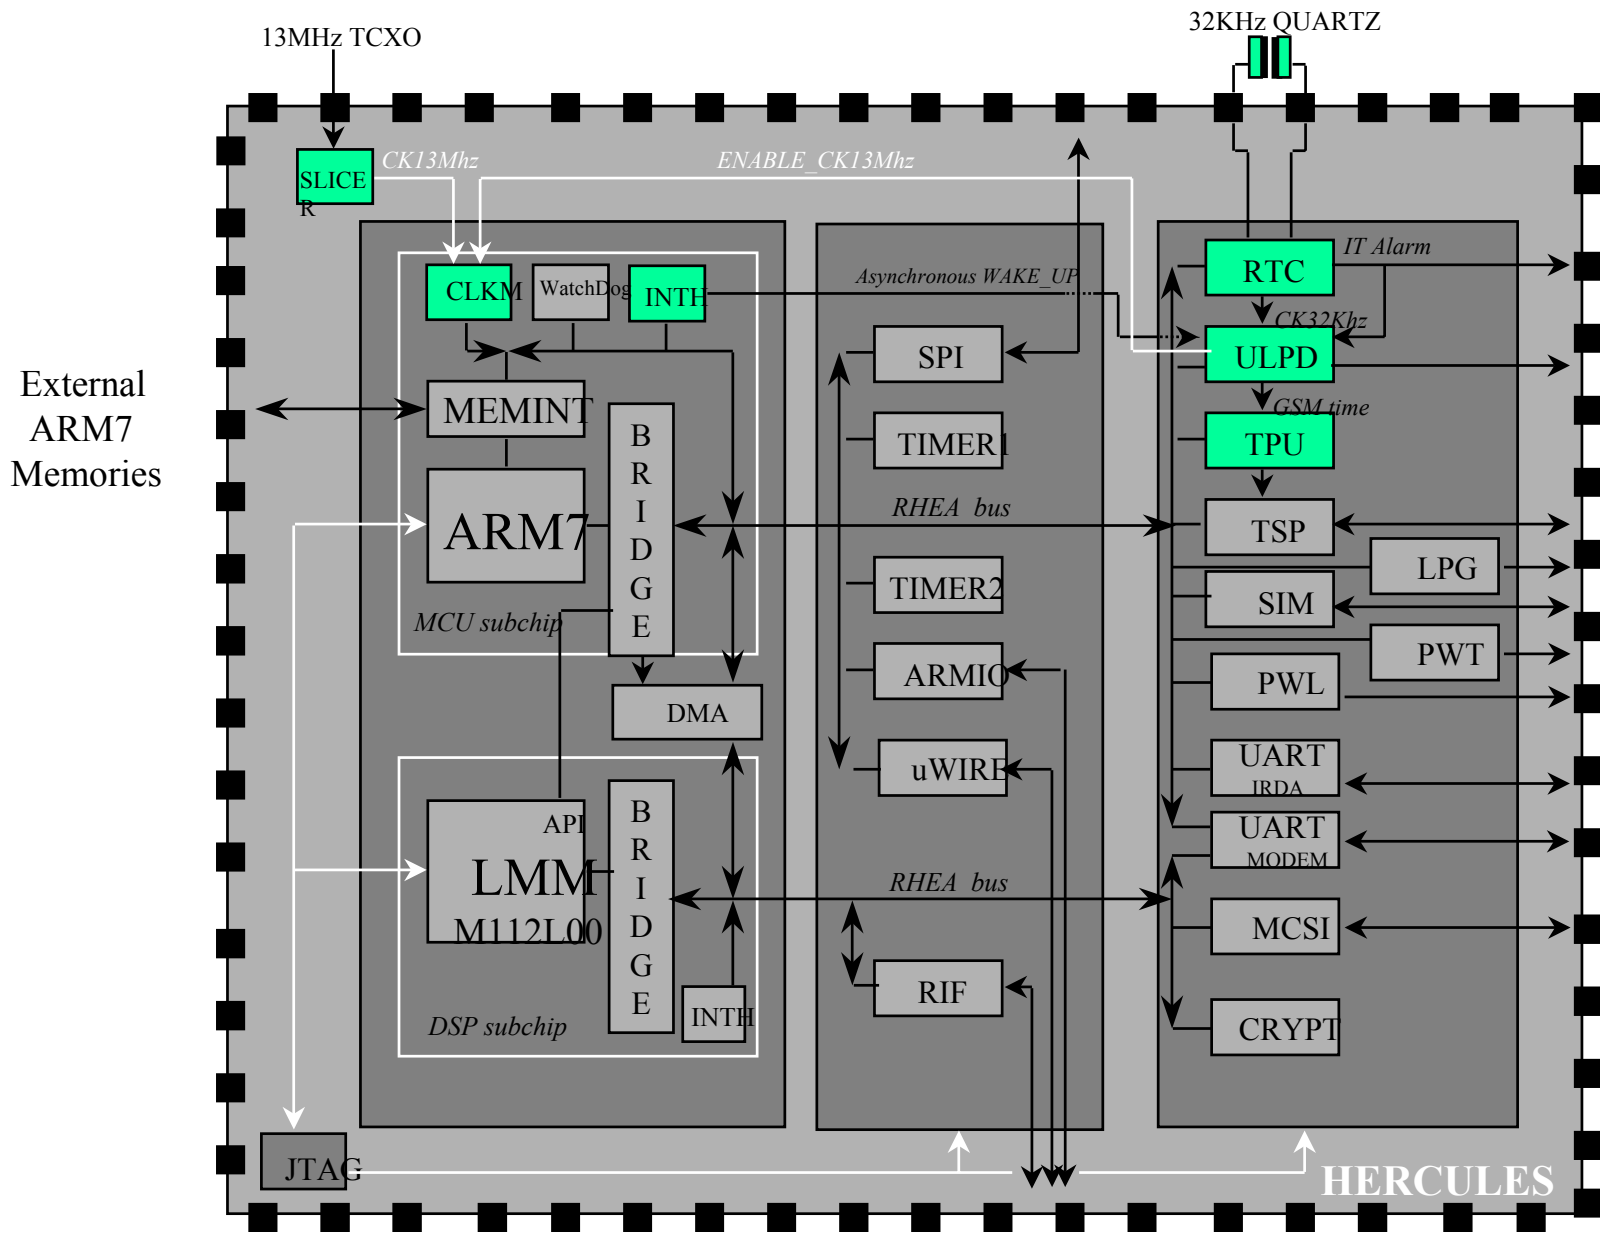 32KHz QUARTZ
13MHz TCXO
CK13Mhz
ENABLE_CK13Mhz
SLICE
R
IT Alarm
RTC
Asynchronous WAKE_UP
CLKM
WatchDog
INTH
CK32Khz
SPI
ULPD
External
ARM7
Memories
GSM time
MEMINT
TIMER1
TPU
B
R
I
D
G
E
RHEA bus
ARM7
TSP
LPG
TIMER2
SIM
MCU subchip
PWT
ARMIO
PWL
DMA
UART
IRDA
uWIRE
API
B
R
I
D
G
E
UART
MODEM
LMM
M112L00
RHEA bus
MCSI
RIF
INTH
DSP subchip
CRYPT
JTAG
HERCULES